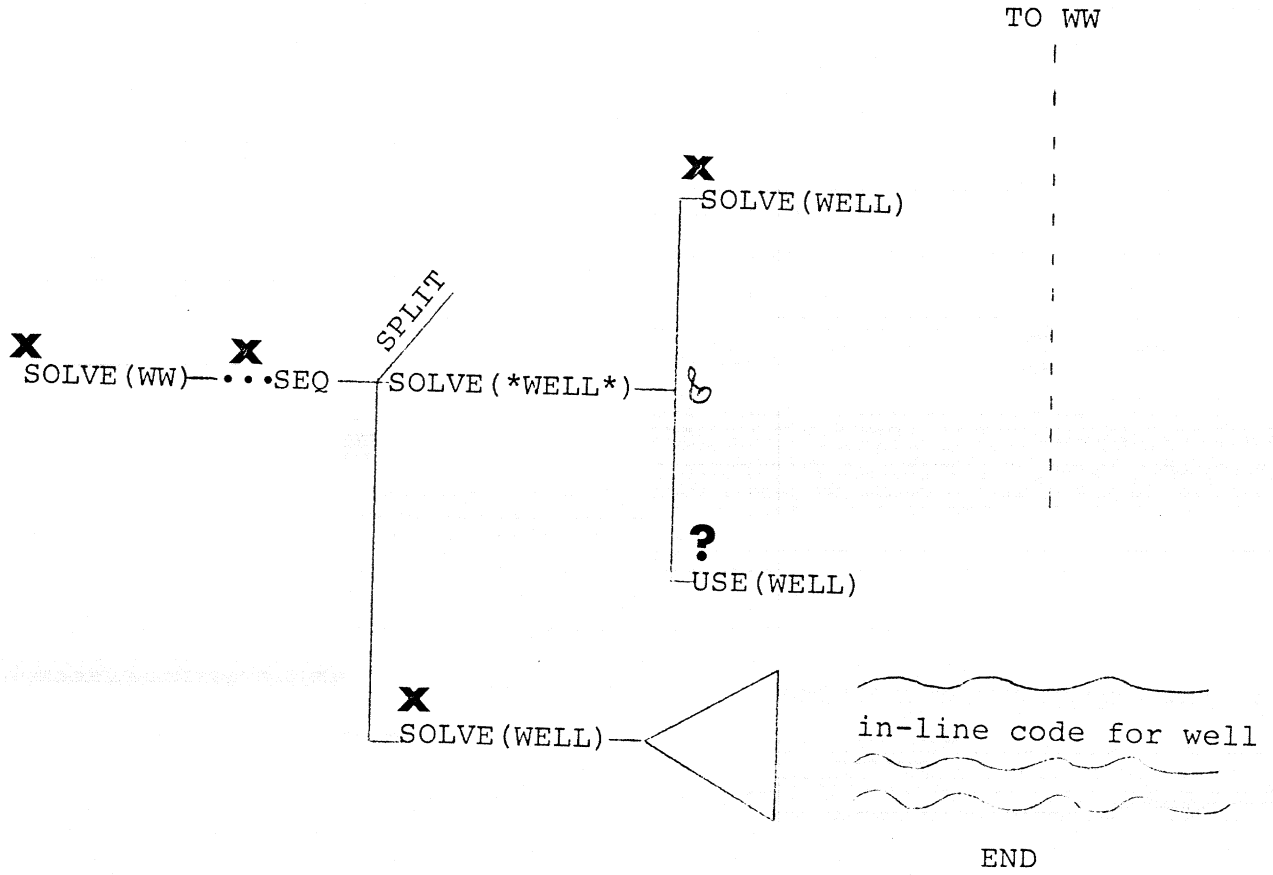 TO WW
X
SOLVE(WELL)
SPLIT
X X
SOLVE(WW) ...SEQ SOLVE(*WELL*) &
?
USE(WELL)
X
SOLVE(WELL)
in-line code for well
END